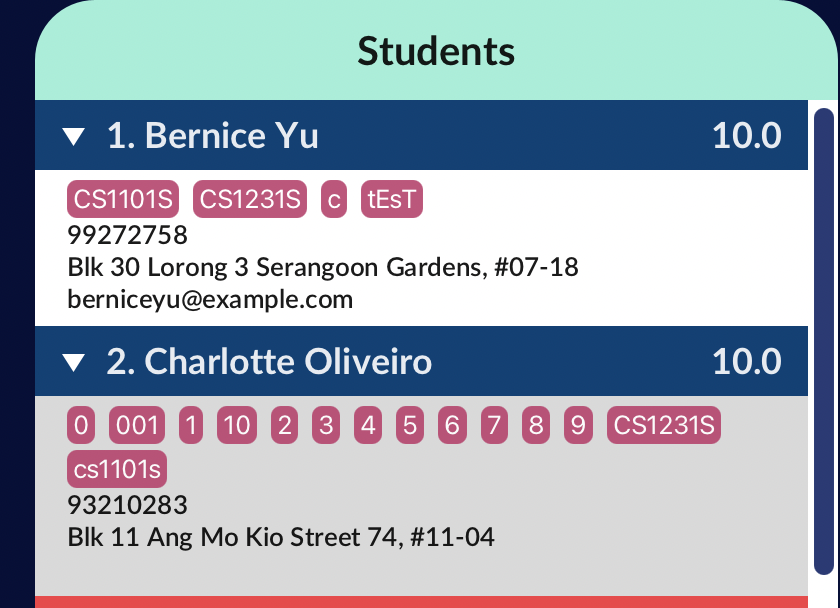 Students
1. Bernice Yu 10.0
CS1101S CS1231S c tEsT
99272758
Blk 30 Lorong 3 Serangoon Gardens, #07-18
berniceyu@example.com
2. Charlotte Oliveiro 10.0
0 001 1 10 2 3 4 5 6 7 8 9 CS1231S
cs1101s
93210283
Blk 11 Ang Mo Kio Street 74, #11-04